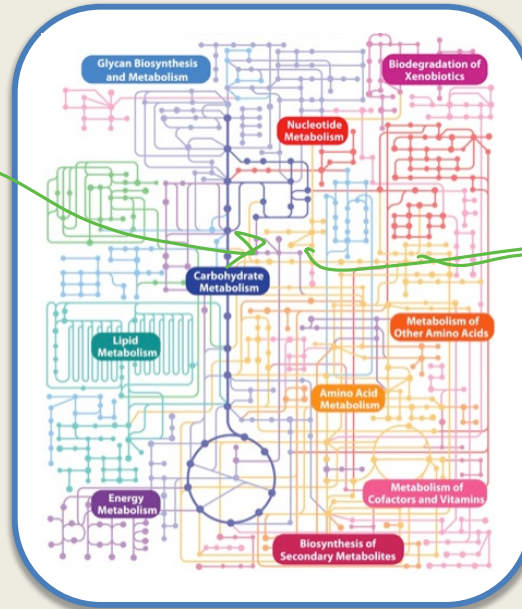 Glycan Biosynthesis
and Metabolism
Biodegradation of
Xenobiotics
Nucleotide
Metabolism
Carbohydrate
Metabolism
Lipid
Metabolism
Metabolism of
Other Amino Acids
Amino Acid
Metabolism
Energy
Metabolism
Metabolism of
Cofactors and Vitamins
Biosynthesis of
Secondary Metabolites